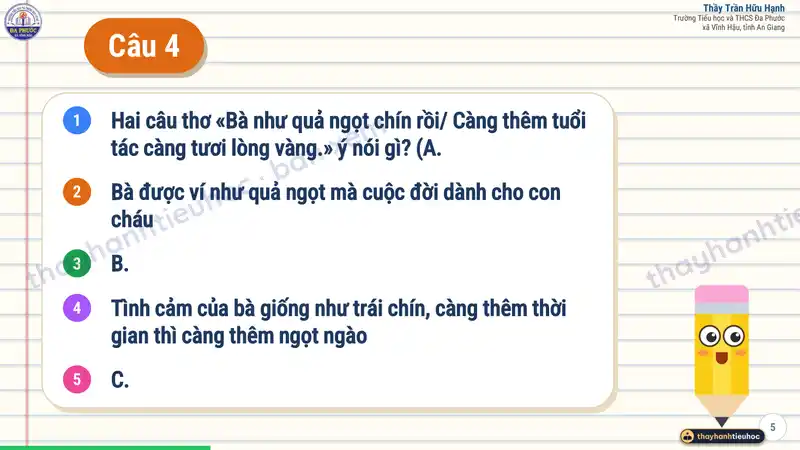 Thầy Trần Hữu Hạnh
Trường Tiểu học và THCS Đa Phước
xã Vĩnh Hậu, tỉnh An Giang
ĐA PHƯỚC
Câu 4
1 Hai câu thơ «Bà như quả ngọt chín rồi/ Càng thêm tuổi
tác càng tươi lòng vàng.» ý nói gì? (A.
2 Bà được ví như quả ngọt mà cuộc đời dành cho con
cháu
3 B.
4 Tình cảm của bà giống như trái chín, càng thêm thời
gian thì càng thêm ngọt ngào
5 C.
5
thayhanhtieuhoc